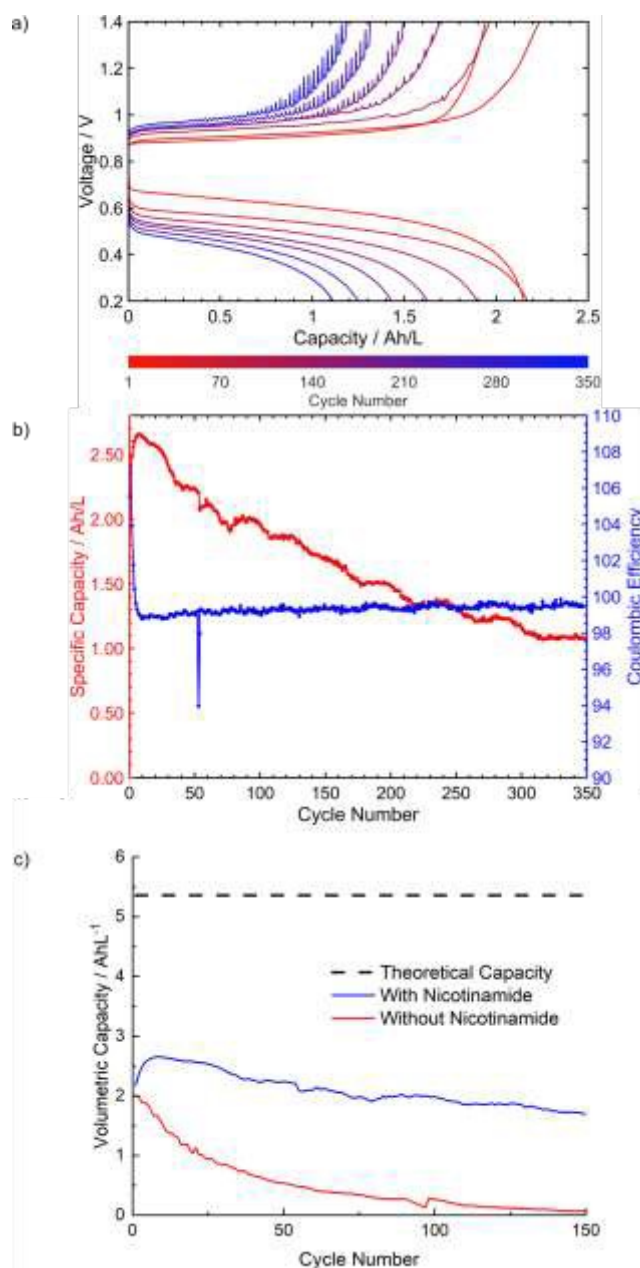 a)
1.4
1.2
1
0.8
0.6
0.4
0.2
Voltage / V
0 0.5 1 1.5 2 2.5
Capacity / Ah/L
1 70 140 210 280 350
Cycle Number
b)
2.50
2.00
1.50
1.00
0.50
0.00
Specific Capacity / Ah/L
110
108
106
104
102
100
98
96
94
92
90
Coulombic Efficiency
0 50 100 150 200 250 300 350
Cycle Number
c)
6
5
4
3
2
1
0
Volumetric Capacity / AhL-1
Theoretical Capacity
With Nicotinamide
Without Nicotinamide
0 50 100 150
Cycle Number